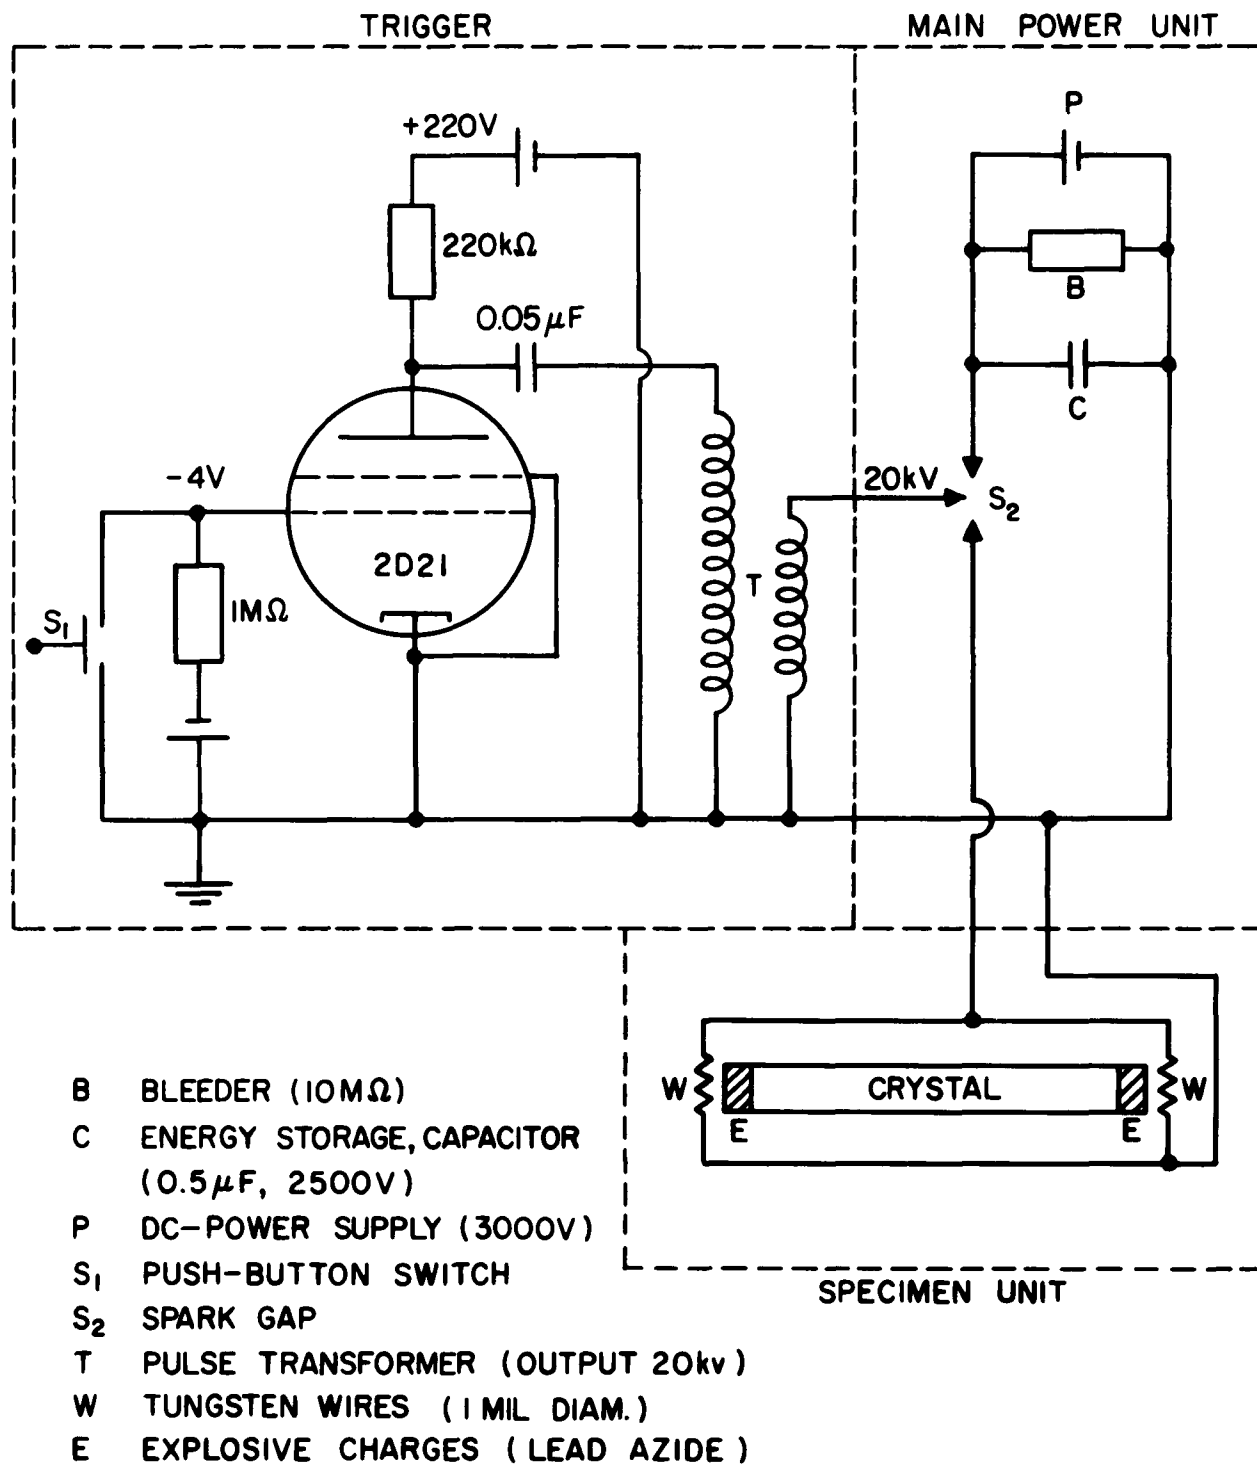 TRIGGER
MAIN POWER UNIT
P
+220V
220kΩ
B
0.05μF
C
-4V
20kV
S₂
2D21
T
1MΩ
S₁
W
CRYSTAL
W
E
E
B BLEEDER (10MΩ)
C ENERGY STORAGE, CAPACITOR
(0.5μF, 2500V)
P DC-POWER SUPPLY (3000V)
S₁ PUSH-BUTTON SWITCH
SPECIMEN UNIT
S₂ SPARK GAP
T PULSE TRANSFORMER (OUTPUT 20kv)
W TUNGSTEN WIRES (1 MIL DIAM.)
E EXPLOSIVE CHARGES (LEAD AZIDE)